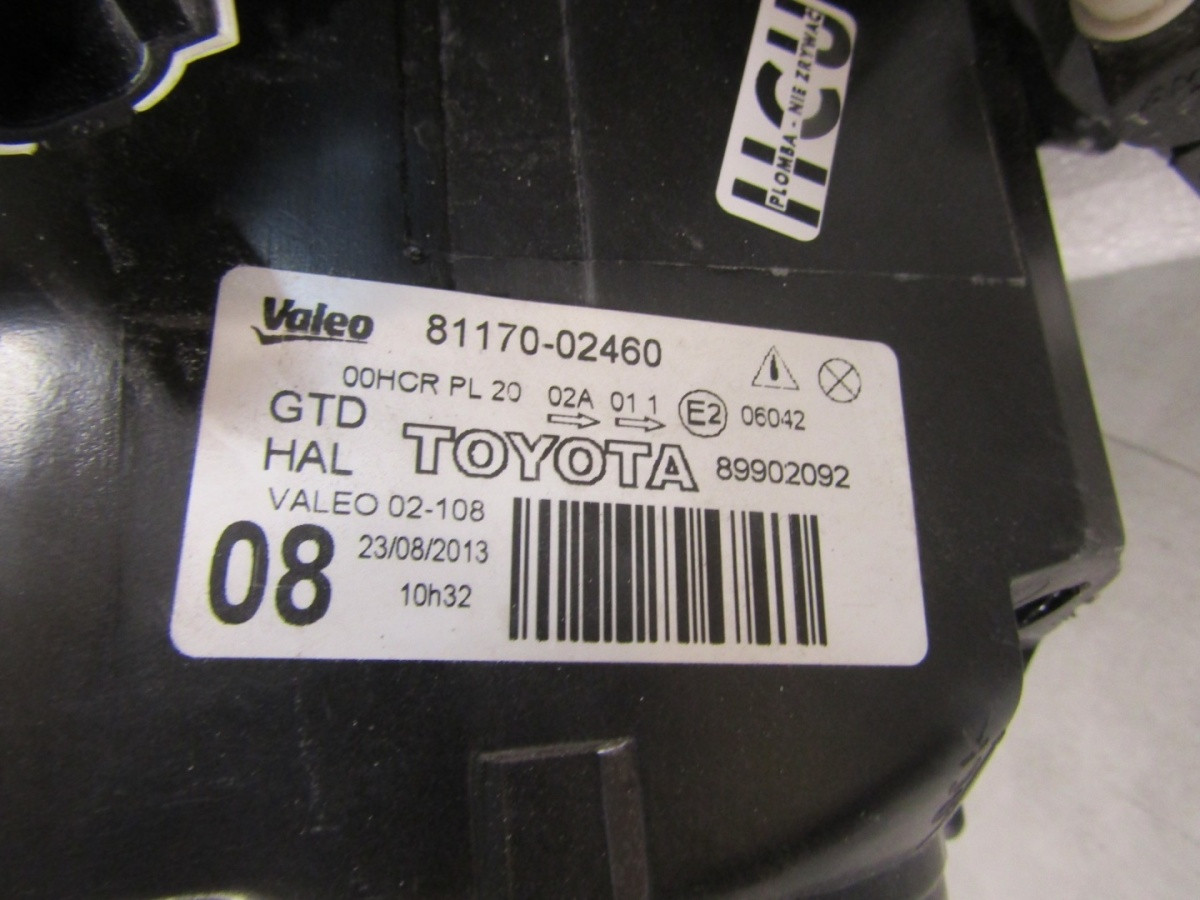 HCU
PLOMBA - NIE ZRYWAĆ
Valeo 81170-02460
00HCR PL 20 02A 01 1 E2 06042
GTD
HAL TOYOTA 89902092
VALEO 02-108
08 23/08/2013
10h32